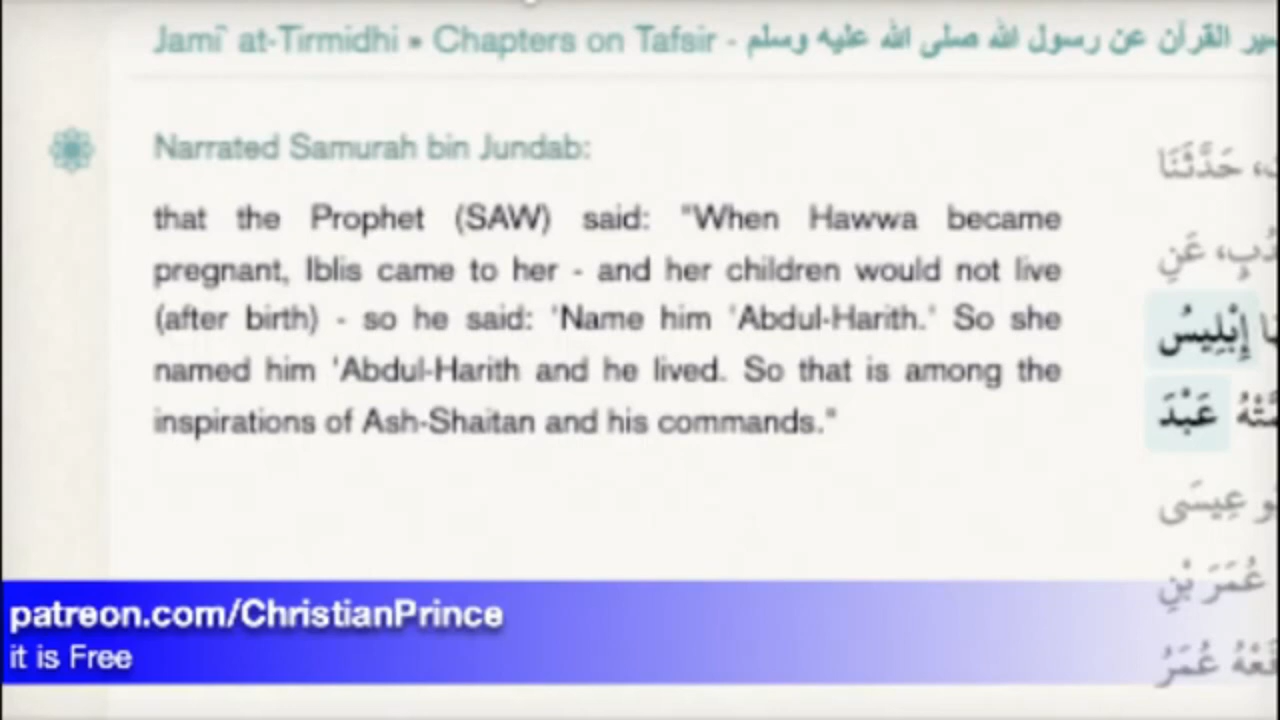 Jami` at-Tirmidhi » Chapters on Tafsir - القرآن عن رسول الله صلى الله عليه وسلم
Narrated Samurah bin Jundab:
that the Prophet (SAW) said: "When Hawwa became
pregnant, Iblis came to her - and her children would not live
(after birth) - so he said: 'Name him 'Abdul-Harith.' So she
named him 'Abdul-Harith and he lived. So that is among the
inspirations of Ash-Shaitan and his commands."
حَدَّثَنَا
عَنِ
إِبْلِيسُ
عَبْدَ
عِيسَى
عُمَرَ بْنِ
عُمَرُ
patreon.com/ChristianPrince
it is Free